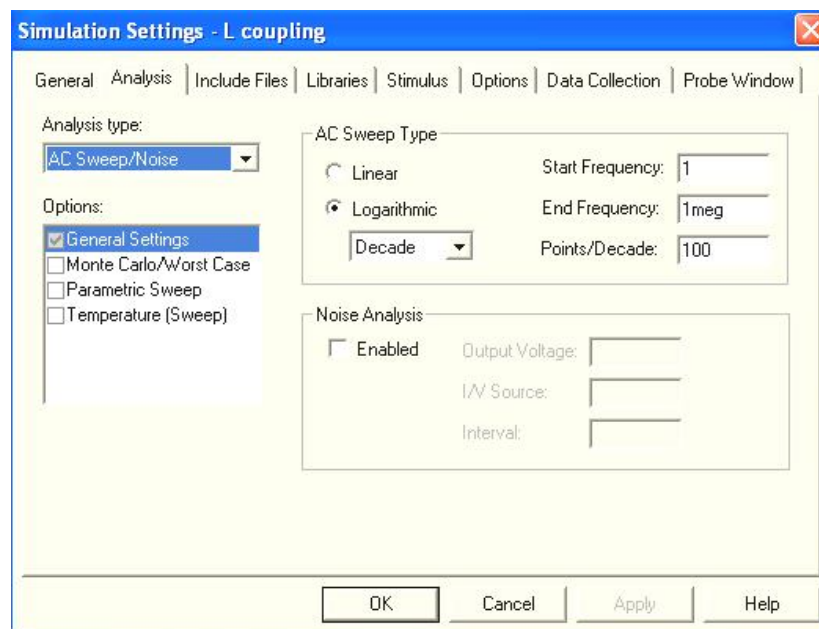 Simulation Settings - L coupling
General Analysis Include Files Libraries Stimulus Options Data Collection Probe Window
Analysis type:
AC Sweep/Noise
Options:
General Settings
Monte Carlo/Worst Case
Parametric Sweep
Temperature (Sweep)
AC Sweep Type
Linear
Logarithmic
Decade
Start Frequency: 1
End Frequency: 1meg
Points/Decade: 100
Noise Analysis
Enabled
Output Voltage:
I/V Source:
Interval:
OK Cancel Apply Help